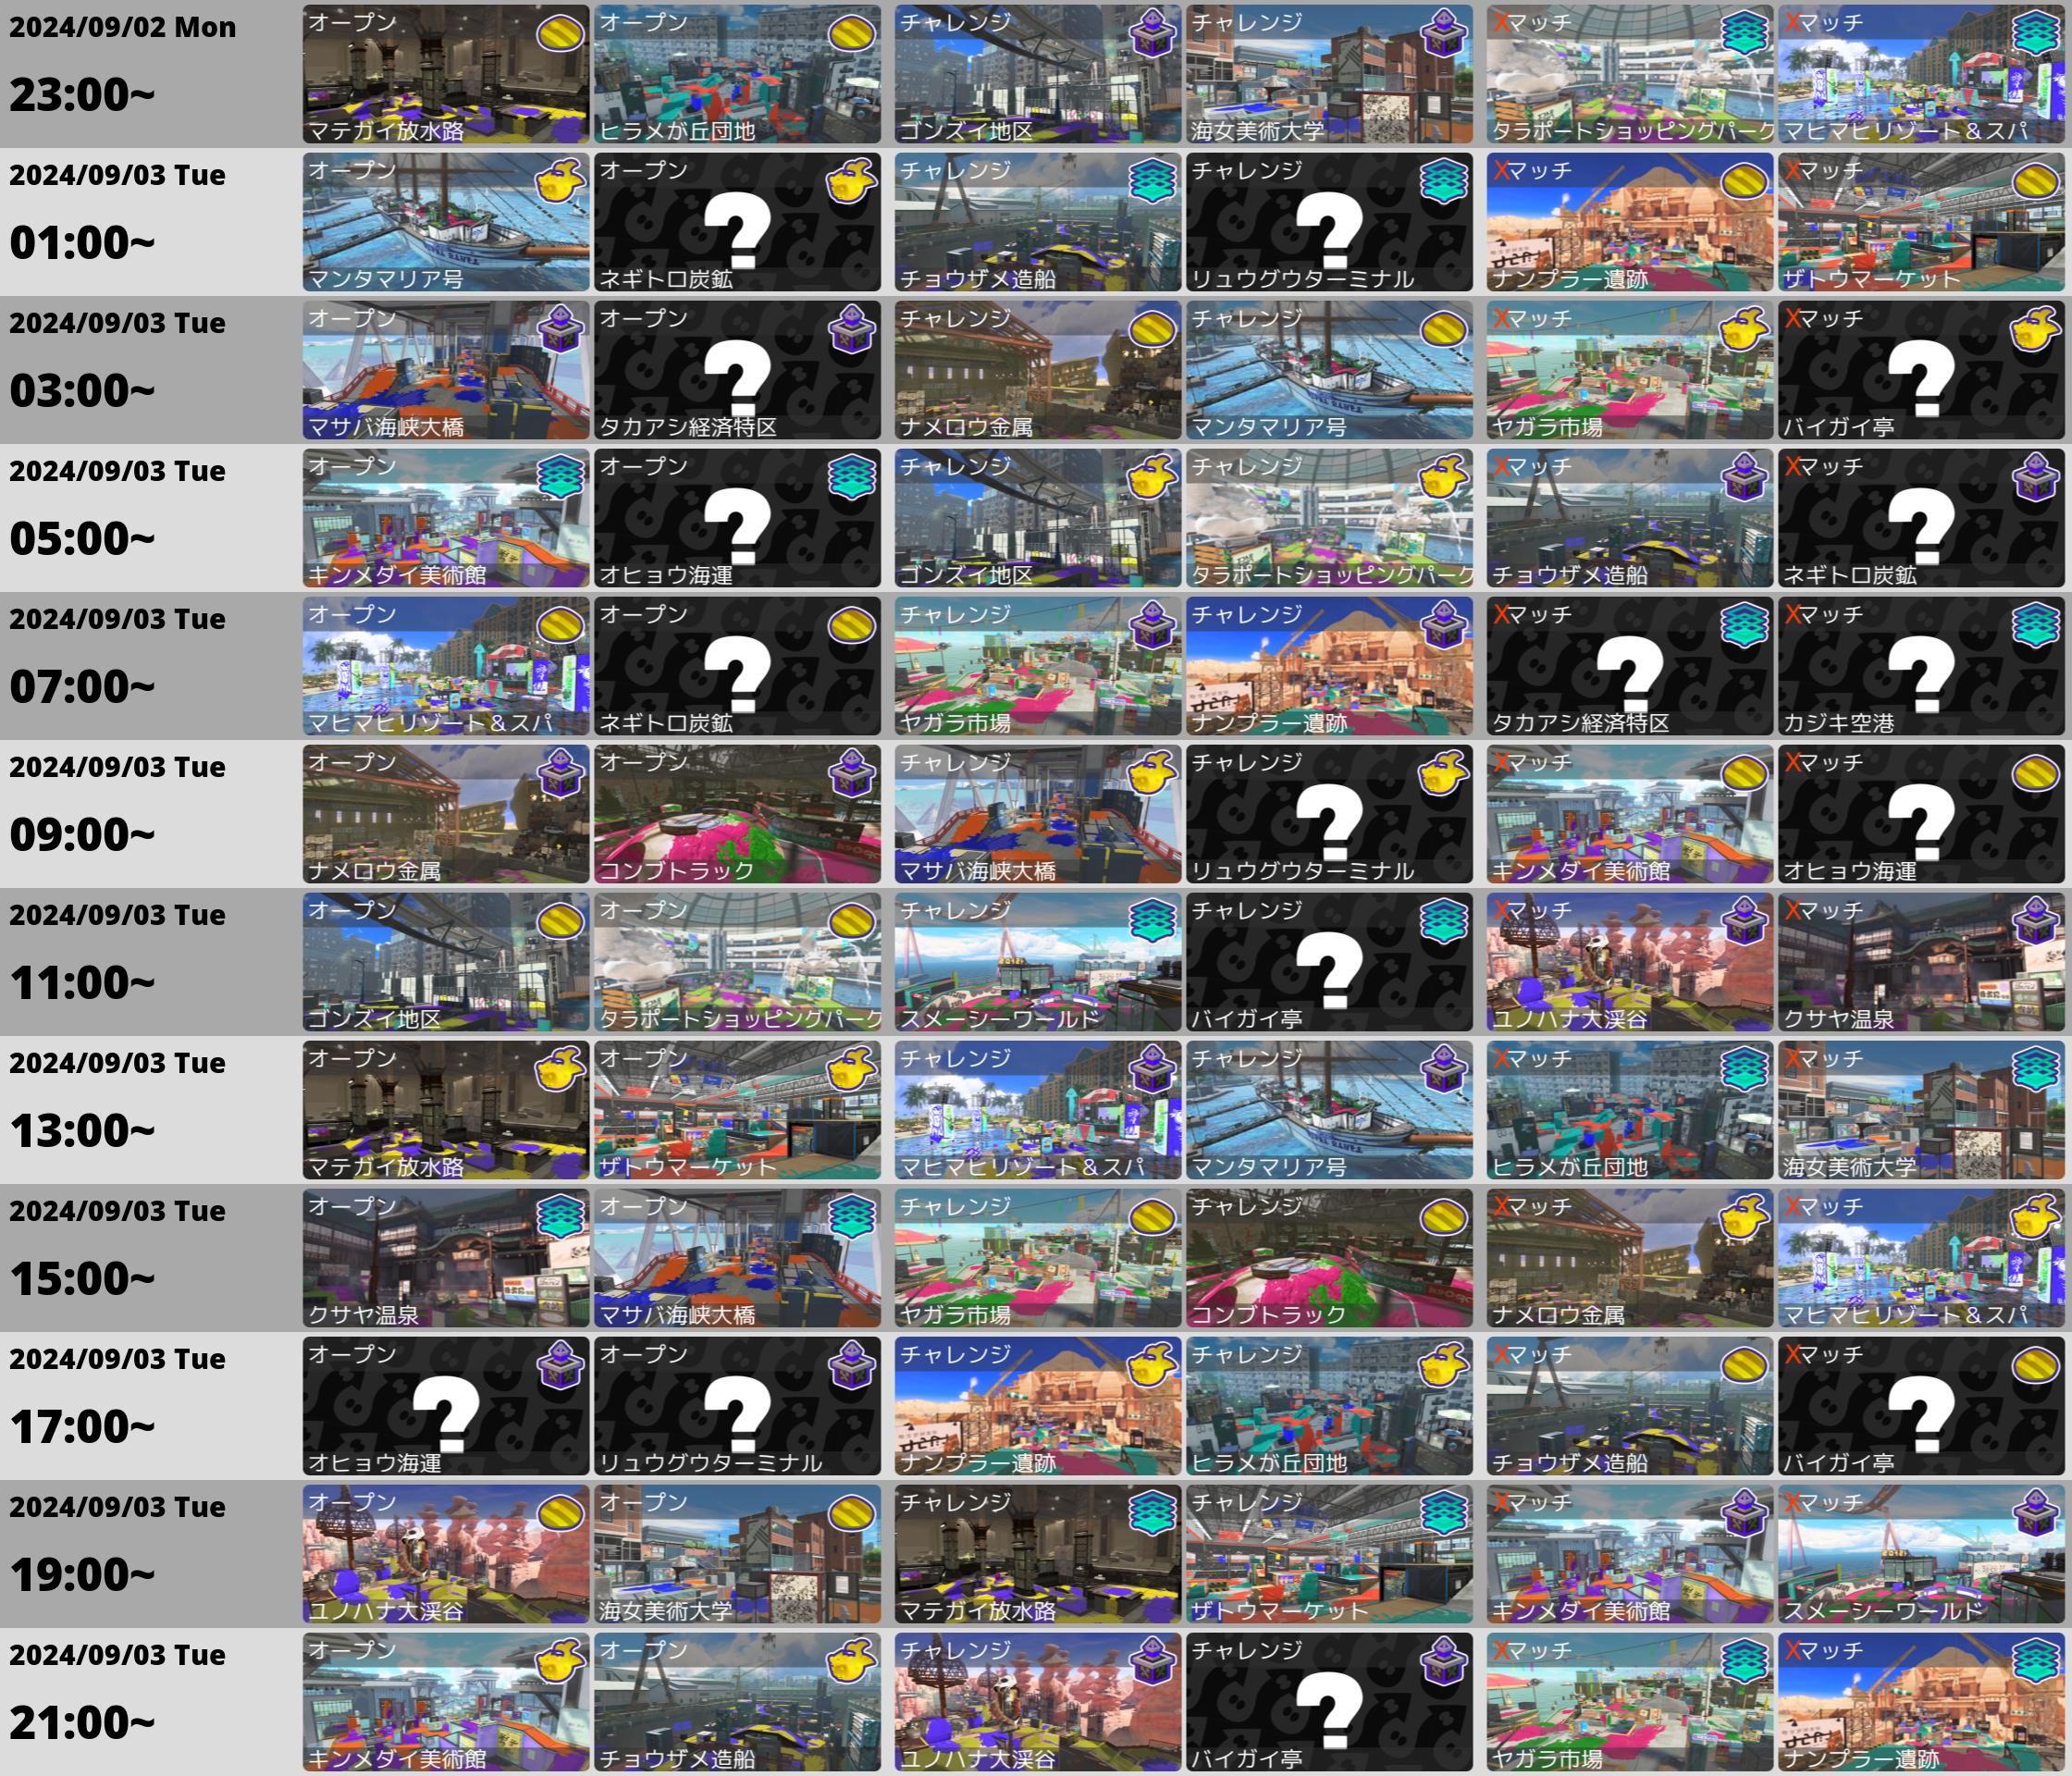 2024/09/02 Mon
23:00~
オープン
マテガイ放水路
オープン
ヒラメが丘団地
チャレンジ
ゴンズイ地区
チャレンジ
海女美術大学
Xマッチ
タラポートショッピングパーク
Xマッチ
マヒマヒリゾート＆スパ
2024/09/03 Tue
01:00~
オープン
マンタマリア号
オープン
ネギトロ炭鉱
チャレンジ
チョウザメ造船
チャレンジ
リュウグウターミナル
Xマッチ
ナンプラー遺跡
Xマッチ
ザトウマーケット
2024/09/03 Tue
03:00~
オープン
マサバ海峡大橋
オープン
タカアシ経済特区
チャレンジ
ナメロウ金属
チャレンジ
マンタマリア号
Xマッチ
ヤガラ市場
Xマッチ
バイガイ亭
2024/09/03 Tue
05:00~
オープン
キンメダイ美術館
オープン
オヒョウ海運
チャレンジ
ゴンズイ地区
チャレンジ
タラポートショッピングパーク
Xマッチ
チョウザメ造船
Xマッチ
ネギトロ炭鉱
2024/09/03 Tue
07:00~
オープン
マヒマヒリゾート＆スパ
オープン
ネギトロ炭鉱
チャレンジ
ヤガラ市場
チャレンジ
ナンプラー遺跡
Xマッチ
タカアシ経済特区
Xマッチ
カジキ空港
2024/09/03 Tue
09:00~
オープン
ナメロウ金属
オープン
コンブトラック
チャレンジ
マサバ海峡大橋
チャレンジ
リュウグウターミナル
Xマッチ
キンメダイ美術館
Xマッチ
オヒョウ海運
2024/09/03 Tue
11:00~
オープン
ゴンズイ地区
オープン
タラポートショッピングパーク
チャレンジ
スメーシーワールド
チャレンジ
バイガイ亭
Xマッチ
ユノハナ大渓谷
Xマッチ
クサヤ温泉
2024/09/03 Tue
13:00~
オープン
マテガイ放水路
オープン
ザトウマーケット
チャレンジ
マヒマヒリゾート＆スパ
チャレンジ
マンタマリア号
Xマッチ
ヒラメが丘団地
Xマッチ
海女美術大学
2024/09/03 Tue
15:00~
オープン
クサヤ温泉
オープン
マサバ海峡大橋
チャレンジ
ヤガラ市場
チャレンジ
コンブトラック
Xマッチ
ナメロウ金属
Xマッチ
マヒマヒリゾート＆スパ
2024/09/03 Tue
17:00~
オープン
オヒョウ海運
オープン
リュウグウターミナル
チャレンジ
ナンプラー遺跡
チャレンジ
ヒラメが丘団地
Xマッチ
チョウザメ造船
Xマッチ
バイガイ亭
2024/09/03 Tue
19:00~
オープン
ユノハナ大渓谷
オープン
海女美術大学
チャレンジ
マテガイ放水路
チャレンジ
ザトウマーケット
Xマッチ
キンメダイ美術館
Xマッチ
スメーシーワールド
2024/09/03 Tue
21:00~
オープン
キンメダイ美術館
オープン
チョウザメ造船
チャレンジ
ユノハナ大渓谷
チャレンジ
バイガイ亭
Xマッチ
ヤガラ市場
Xマッチ
ナンプラー遺跡